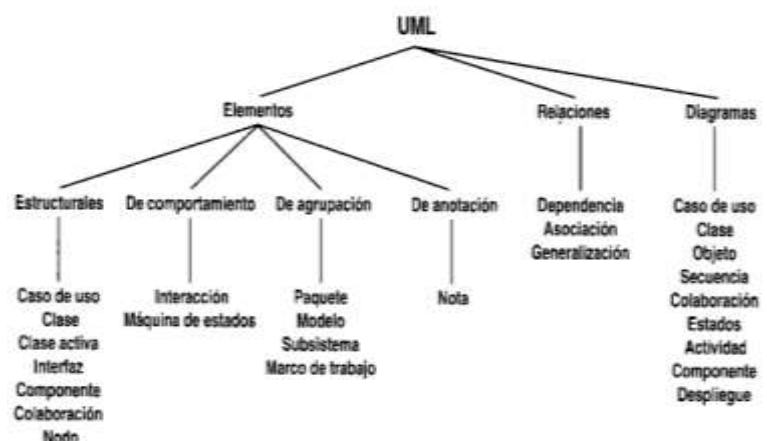 UML
Elementos
Relaciones
Diagramas
Estructurales
De comportamiento
De agrupación
De anotación
Dependencia
Asociación
Generalización
Caso de uso
Clase
Objeto
Secuencia
Colaboración
Estados
Actividad
Componente
Despliegue
Caso de uso
Clase
Clase activa
Interfaz
Componente
Colaboración
Nodo
Interacción
Máquina de estados
Paquete
Modelo
Subsistema
Marco de trabajo
Nota